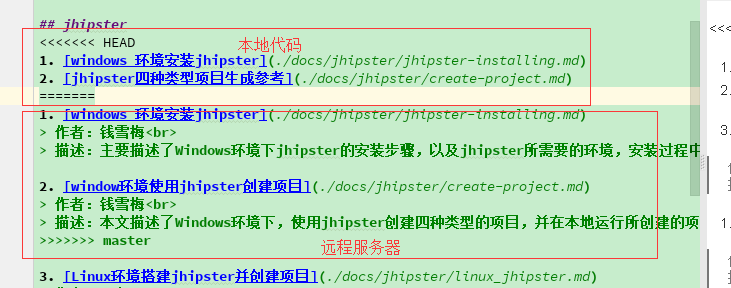 ## jhipster
<<<
<<<<<<< HEAD
本地代码
1. [windows 环境安装jhipster](./docs/jhipster/jhipster-installing.md)
2. [jhipster四种类型项目生成参考](./docs/jhipster/create-project.md)
=======
1. [windows 环境安装jhipster](./docs/jhipster/jhipster-installing.md)
> 作者：钱雪梅<br>
> 描述：主要描述了Windows环境下jhipster的安装步骤，以及jhipster所需要的环境，安装过程中
2. [window环境使用jhipster创建项目](./docs/jhipster/create-project.md)
> 作者：钱雪梅<br>
> 描述：本文描述了Windows环境下，使用jhipster创建四种类型的项目，并在本地运行所创建的项
>>>>>>> master
远程服务器
3. [Linux环境搭建jhipster并创建项目](./docs/jhipster/linux_jhipster.md)
1.
2.
3.
1.